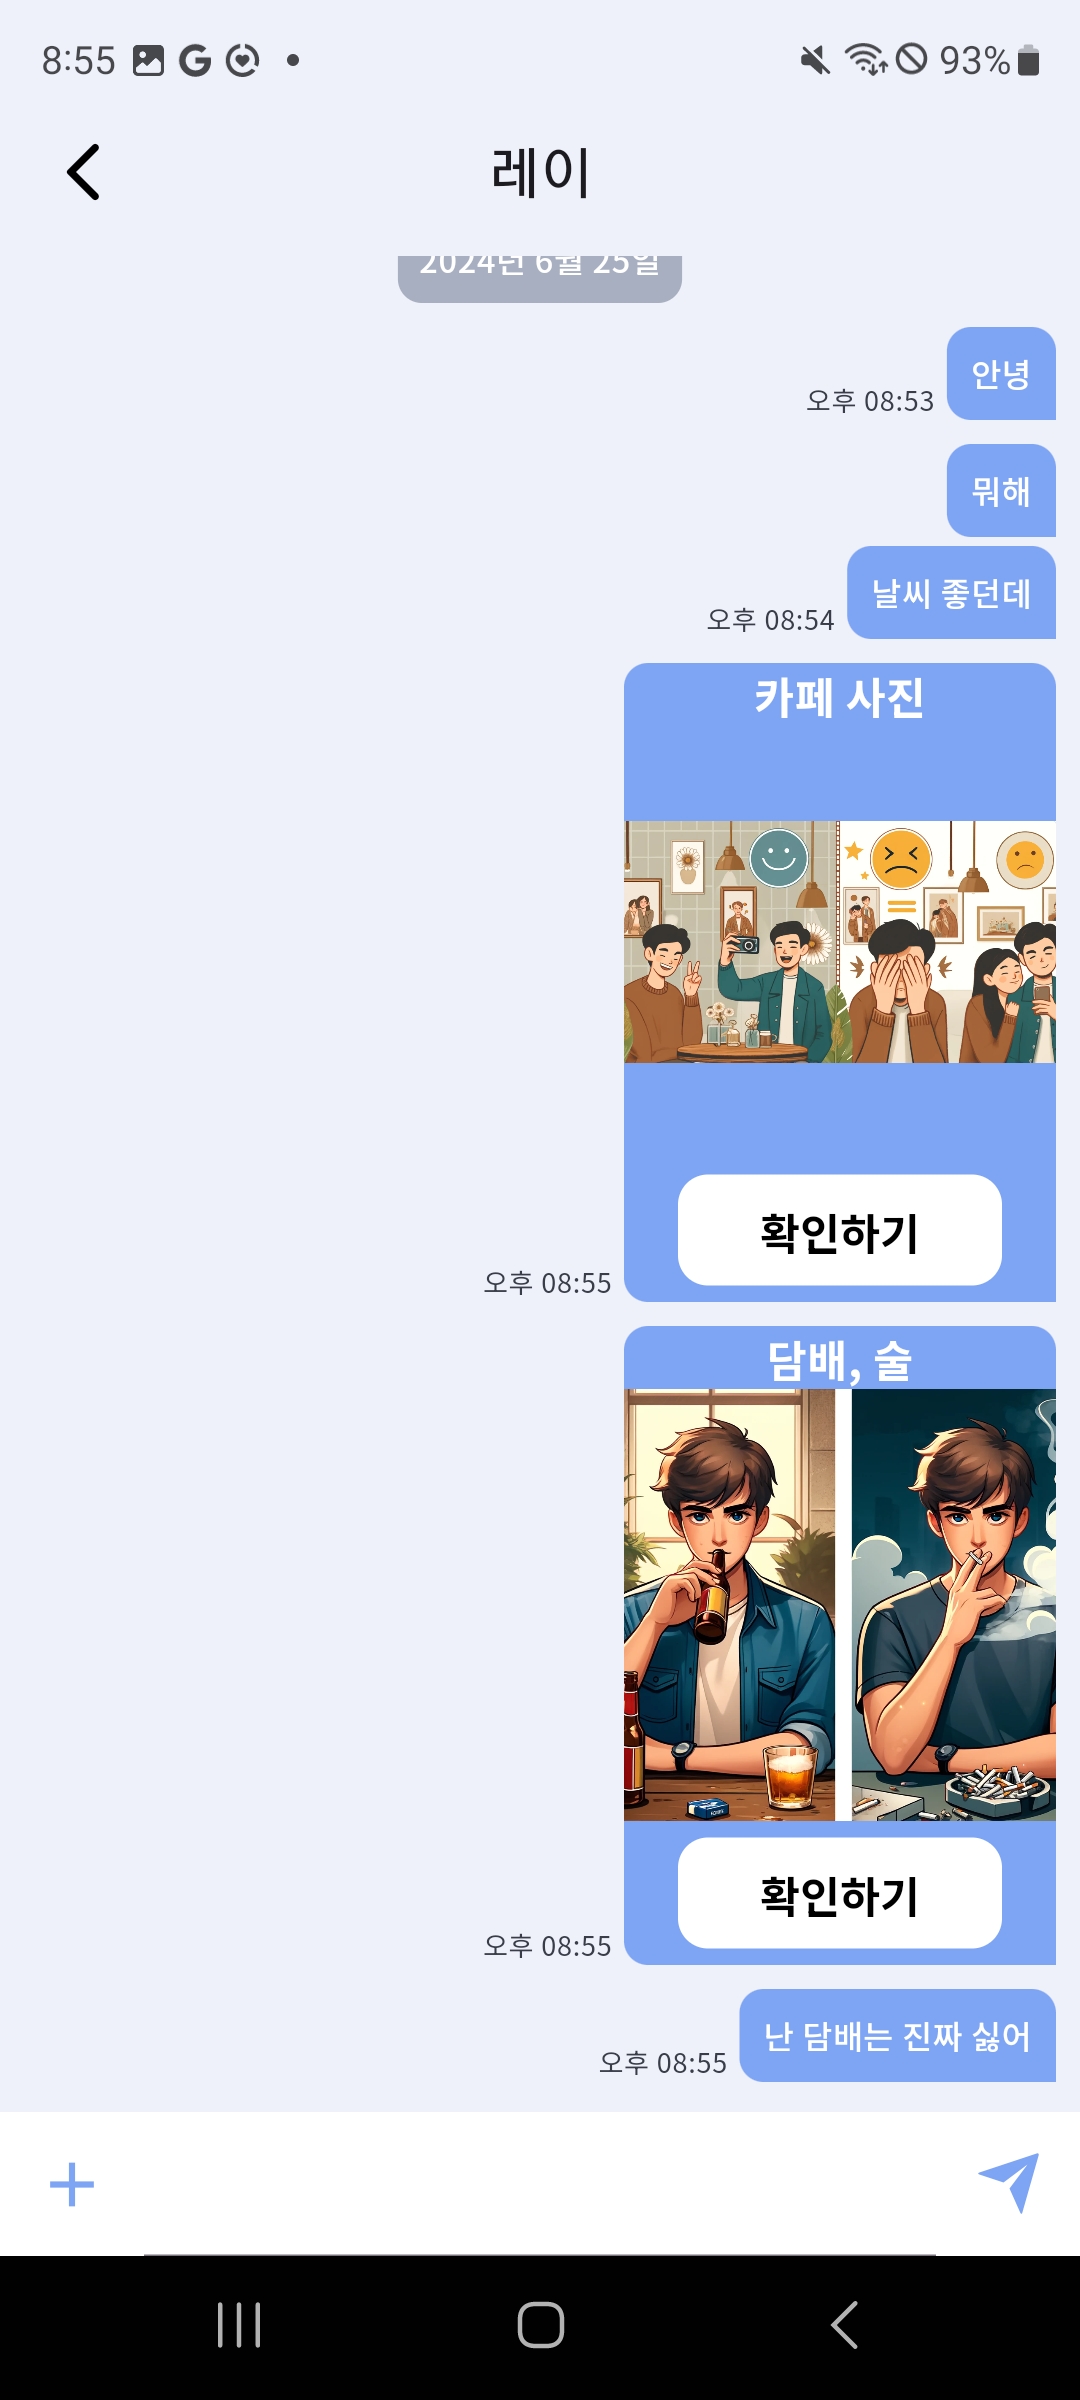 8:55 93%
레이
2024년 6월 25일
안녕
오후 08:53
뭐해
날씨 좋던데
오후 08:54
카페 사진
확인하기
오후 08:55
담배, 술
확인하기
오후 08:55
난 담배는 진짜 싫어
오후 08:55